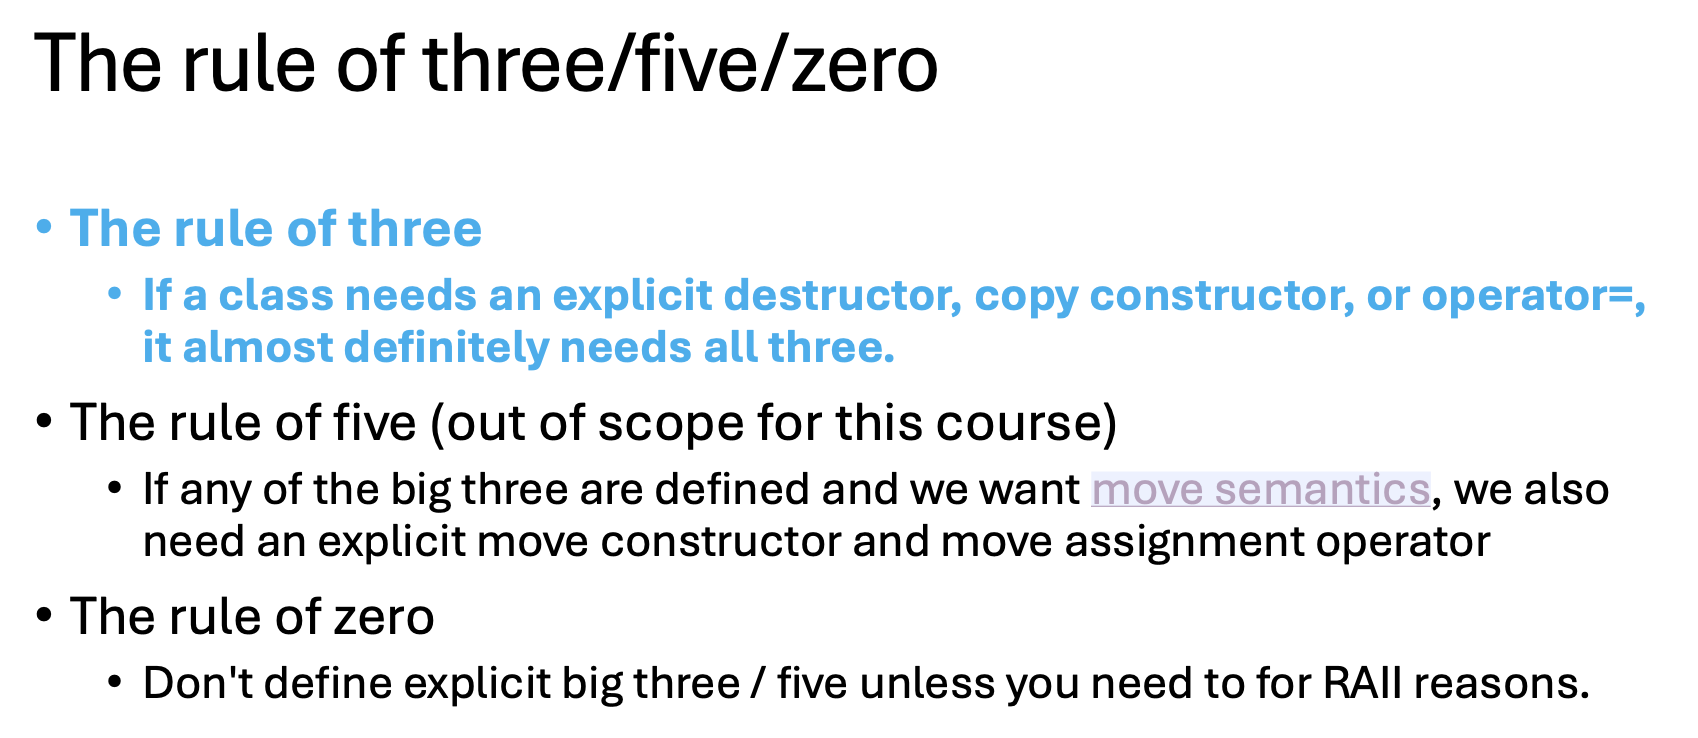 The rule of three/five/zero
• The rule of three
• If a class needs an explicit destructor, copy constructor, or operator=,
it almost definitely needs all three.
• The rule of five (out of scope for this course)
• If any of the big three are defined and we want move semantics, we also
need an explicit move constructor and move assignment operator
• The rule of zero
• Don't define explicit big three / five unless you need to for RAII reasons.